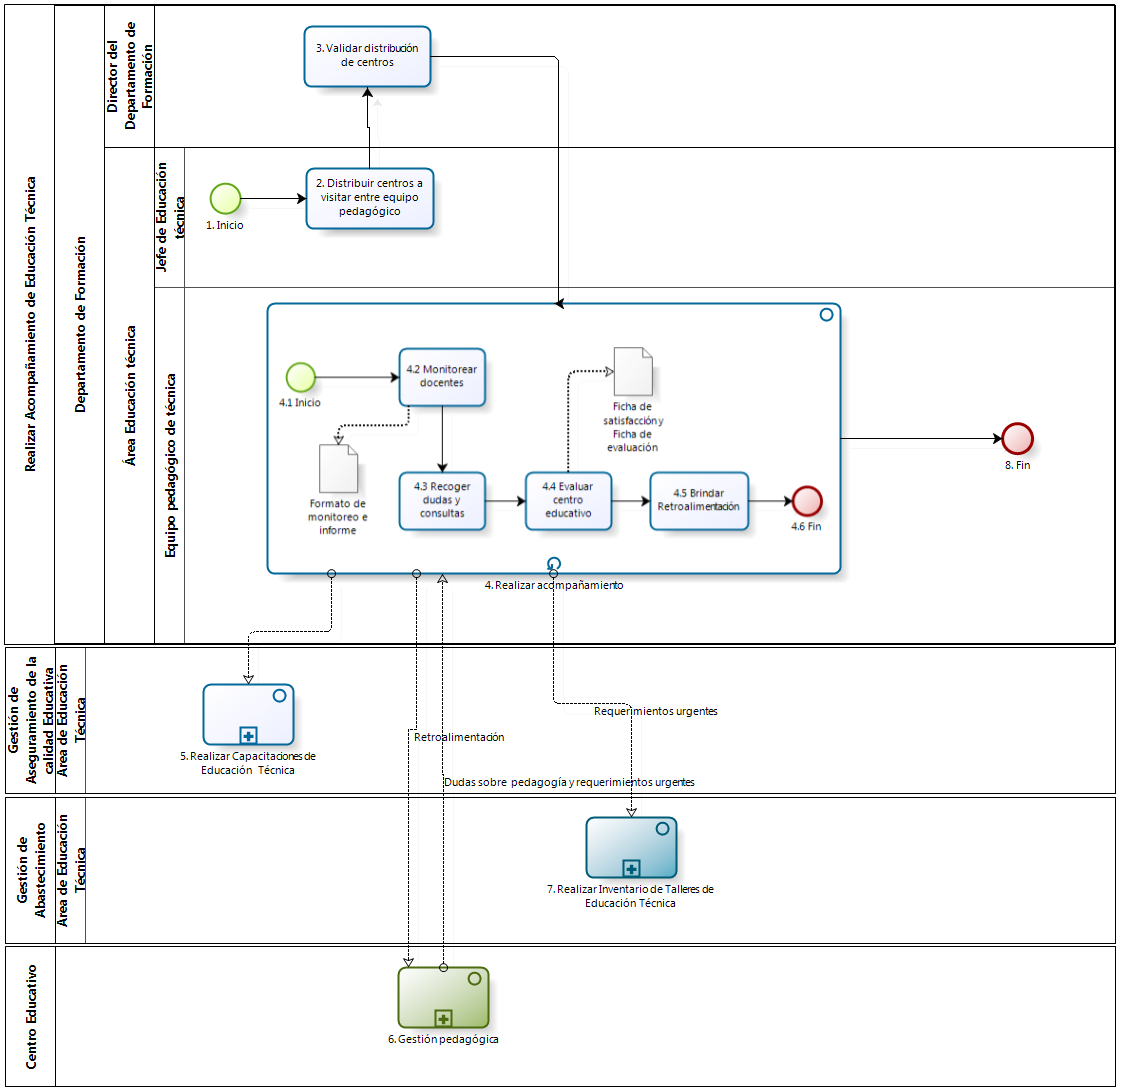 Realizar Acompañamiento de Educación Técnica
Departamento de Formación
Director del
Departamento de
Formación
3. Validar distribución
de centros
Área Educación técnica
Jefe de Educación
técnica
1. Inicio
2. Distribuir centros a
visitar entre equipo
pedagógico
Equipo pedagógico de técnica
4.1 Inicio
4.2 Monitorear
docentes
Formato de
monitoreo e
informe
4.3 Recoger
dudas y
consultas
4.4 Evaluar
centro
educativo
Ficha de
satisfacción y
Ficha de
evaluación
4.5 Brindar
Retroalimentación
4.6 Fin
4. Realizar acompañamiento
8. Fin
Gestión de
Aseguramiento de la
calidad Educativa
Area de Educación
Técnica
5. Realizar Capacitaciones de
Educación Técnica
Requerimientos urgentes
Retroalimentación
Dudas sobre pedagogía y requerimientos urgentes
Gestión de
Abastecimiento
Area de Educación
Técnica
7. Realizar Inventario de Talleres de
Educación Técnica
Centro Educativo
6. Gestión pedagógica